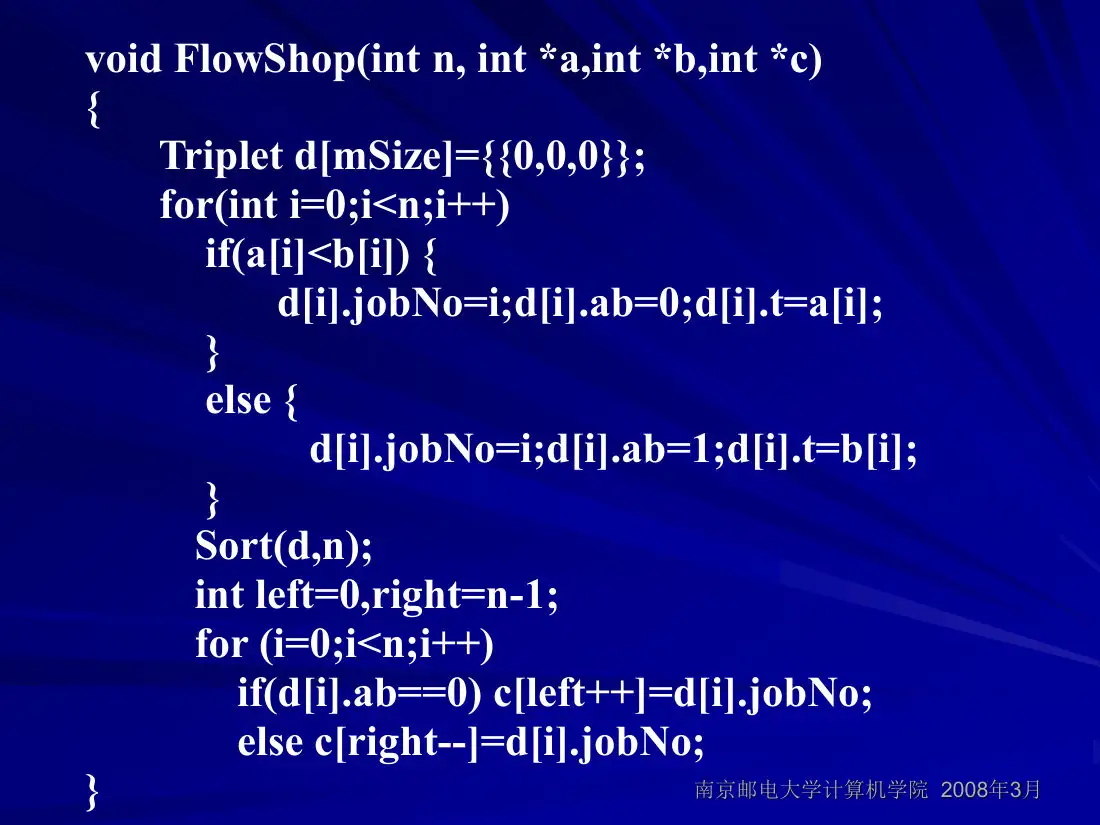 void FlowShop(int n, int *a,int *b,int *c)
{
Triplet d[mSize]={{0,0,0}};
for(int i=0;i<n;i++)
if(a[i]<b[i]) {
d[i].jobNo=i;d[i].ab=0;d[i].t=a[i];
}
else {
d[i].jobNo=i;d[i].ab=1;d[i].t=b[i];
}
Sort(d,n);
int left=0,right=n-1;
for (i=0;i<n;i++)
if(d[i].ab==0) c[left++]=d[i].jobNo;
else c[right--]=d[i].jobNo;
}
南京邮电大学计算机学院 2008年3月